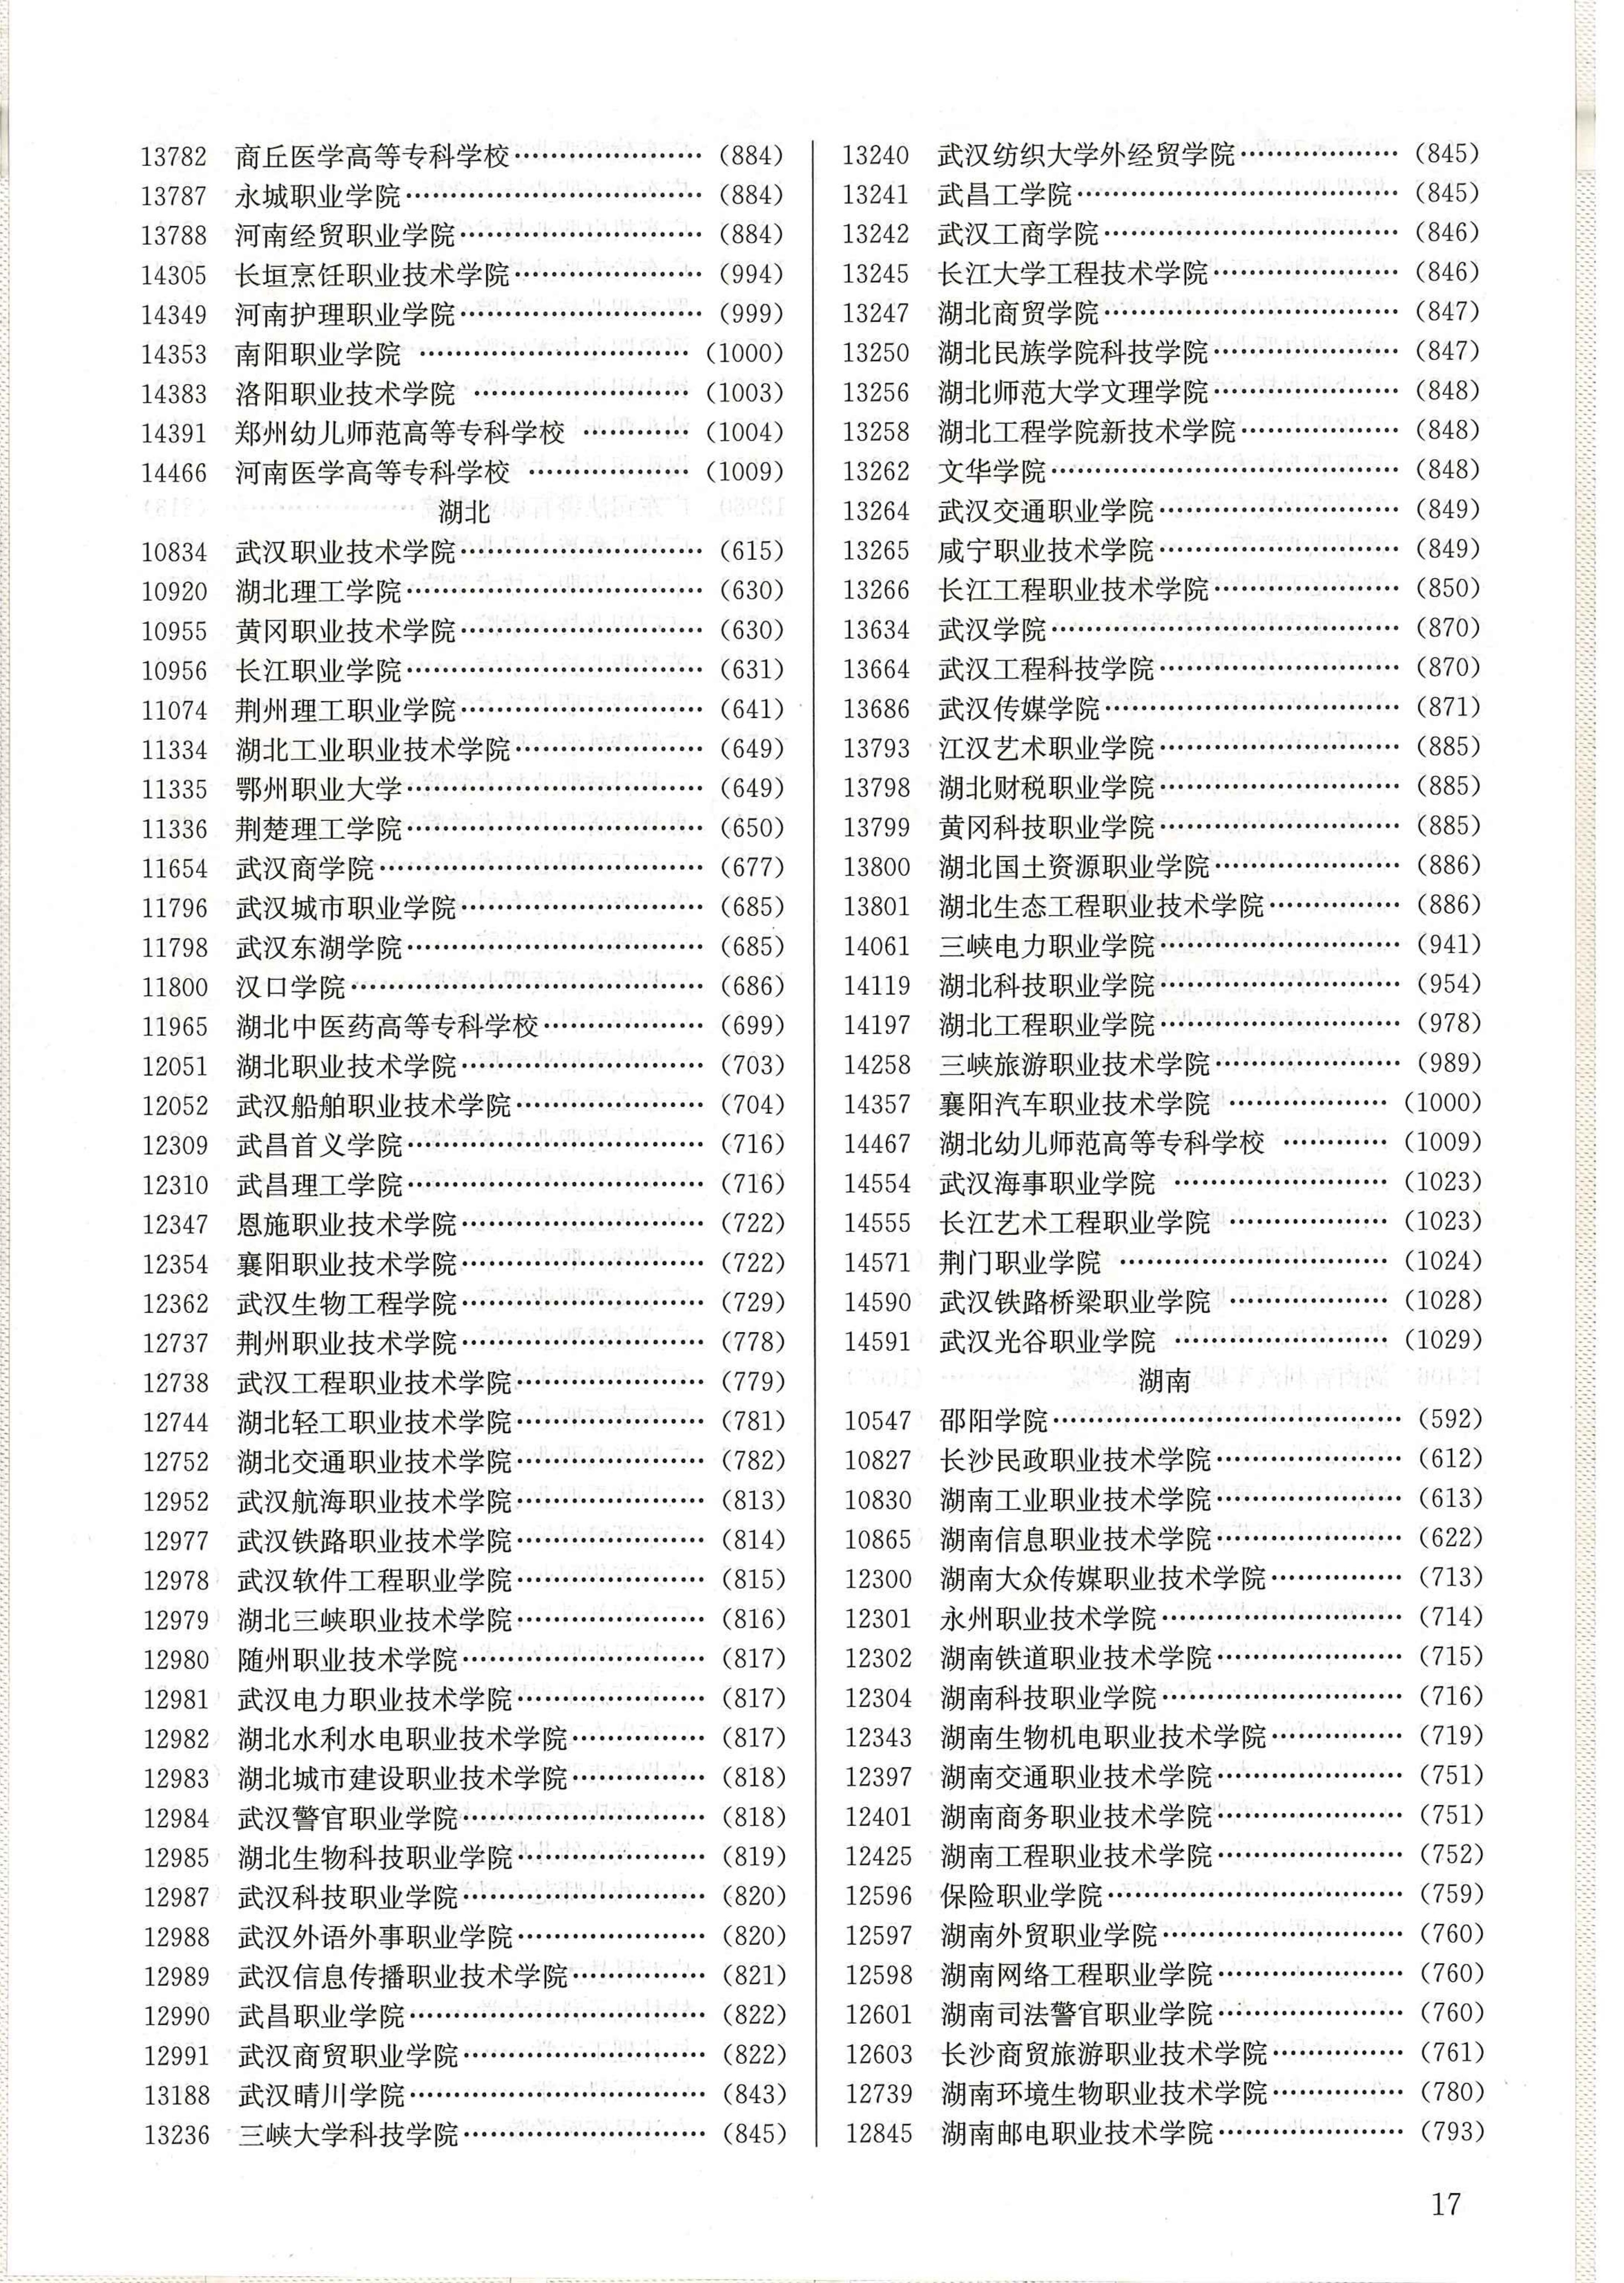 13782 商丘医学高等专科学校…………………(884)
13787 永城职业学院……………………………(884)
13788 河南经贸职业学院………………………(884)
14305 长垣烹饪职业技术学院…………………(994)
14349 河南护理职业学院………………………(999)
14353 南阳职业学院 …………………………(1000)
14383 洛阳职业技术学院 ……………………(1003)
14391 郑州幼儿师范高等专科学校 …………(1004)
14466 河南医学高等专科学校 ………………(1009)
湖北
10834 武汉职业技术学院………………………(615)
10920 湖北理工学院……………………………(630)
10955 黄冈职业技术学院………………………(630)
10956 长江职业学院……………………………(631)
11074 荆州理工职业学院………………………(641)
11334 湖北工业职业技术学院…………………(649)
11335 鄂州职业大学……………………………(649)
11336 荆楚理工学院……………………………(650)
11654 武汉商学院………………………………(677)
11796 武汉城市职业学院………………………(685)
11798 武汉东湖学院……………………………(685)
11800 汉口学院…………………………………(686)
11965 湖北中医药高等专科学校………………(699)
12051 湖北职业技术学院………………………(703)
12052 武汉船舶职业技术学院…………………(704)
12309 武昌首义学院……………………………(716)
12310 武昌理工学院……………………………(716)
12347 恩施职业技术学院………………………(722)
12354 襄阳职业技术学院………………………(722)
12362 武汉生物工程学院………………………(729)
12737 荆州职业技术学院………………………(778)
12738 武汉工程职业技术学院…………………(779)
12744 湖北轻工职业技术学院…………………(781)
12752 湖北交通职业技术学院…………………(782)
12952 武汉航海职业技术学院…………………(813)
12977 武汉铁路职业技术学院…………………(814)
12978 武汉软件工程职业学院…………………(815)
12979 湖北三峡职业技术学院…………………(816)
12980 随州职业技术学院………………………(817)
12981 武汉电力职业技术学院…………………(817)
12982 湖北水利水电职业技术学院……………(817)
12983 湖北城市建设职业技术学院……………(818)
12984 武汉警官职业学院………………………(818)
12985 湖北生物科技职业学院…………………(819)
12987 武汉科技职业学院………………………(820)
12988 武汉外语外事职业学院…………………(820)
12989 武汉信息传播职业技术学院……………(821)
12990 武昌职业学院……………………………(822)
12991 武汉商贸职业学院………………………(822)
13188 武汉晴川学院……………………………(843)
13236 三峡大学科技学院………………………(845)
13240 武汉纺织大学外经贸学院………………(845)
13241 武昌工学院………………………………(845)
13242 武汉工商学院……………………………(846)
13245 长江大学工程技术学院…………………(846)
13247 湖北商贸学院……………………………(847)
13250 湖北民族学院科技学院…………………(847)
13256 湖北师范大学文理学院…………………(848)
13258 湖北工程学院新技术学院………………(848)
13262 文华学院…………………………………(848)
13264 武汉交通职业学院………………………(849)
13265 咸宁职业技术学院………………………(849)
13266 长江工程职业技术学院…………………(850)
13634 武汉学院…………………………………(870)
13664 武汉工程科技学院………………………(870)
13686 武汉传媒学院……………………………(871)
13793 江汉艺术职业学院………………………(885)
13798 湖北财税职业学院………………………(885)
13799 黄冈科技职业学院………………………(885)
13800 湖北国土资源职业学院…………………(886)
13801 湖北生态工程职业技术学院……………(886)
14061 三峡电力职业学院………………………(941)
14119 湖北科技职业学院………………………(954)
14197 湖北工程职业学院………………………(978)
14258 三峡旅游职业技术学院…………………(989)
14357 襄阳汽车职业技术学院 ………………(1000)
14467 湖北幼儿师范高等专科学校 …………(1009)
14554 武汉海事职业学院 ……………………(1023)
14555 长江艺术工程职业学院 ………………(1023)
14571 荆门职业学院 …………………………(1024)
14590 武汉铁路桥梁职业学院 ………………(1028)
14591 武汉光谷职业学院 ……………………(1029)
湖南
10547 邵阳学院…………………………………(592)
10827 长沙民政职业技术学院…………………(612)
10830 湖南工业职业技术学院…………………(613)
10865 湖南信息职业技术学院…………………(622)
12300 湖南大众传媒职业技术学院……………(713)
12301 永州职业技术学院………………………(714)
12302 湖南铁道职业技术学院…………………(715)
12304 湖南科技职业学院………………………(716)
12343 湖南生物机电职业技术学院……………(719)
12397 湖南交通职业技术学院…………………(751)
12401 湖南商务职业技术学院…………………(751)
12425 湖南工程职业技术学院…………………(752)
12596 保险职业学院……………………………(759)
12597 湖南外贸职业学院………………………(760)
12598 湖南网络工程职业学院…………………(760)
12601 湖南司法警官职业学院…………………(760)
12603 长沙商贸旅游职业技术学院……………(761)
12739 湖南环境生物职业技术学院……………(780)
12845 湖南邮电职业技术学院…………………(793)
17